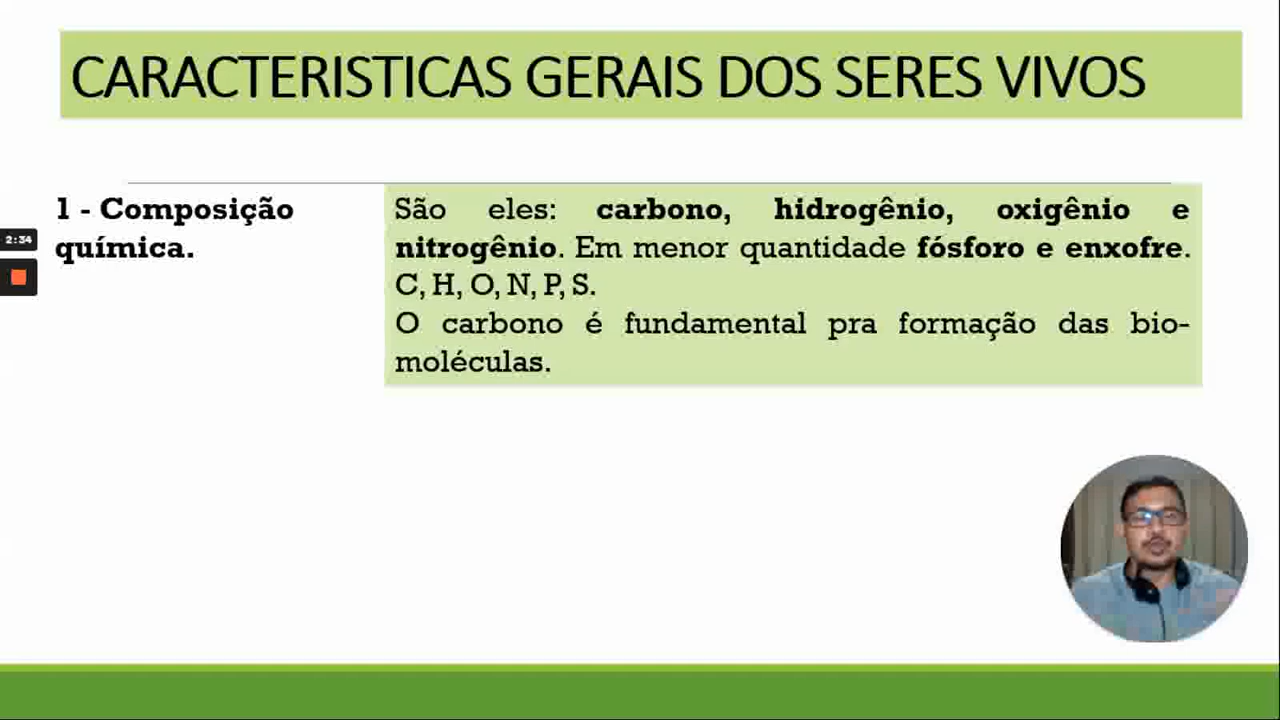 CARACTERISTICAS GERAIS DOS SERES VIVOS
1 - Composição
química.
São eles: carbono, hidrogênio, oxigênio e
nitrogênio. Em menor quantidade fósforo e enxofre.
C, H, O, N, P, S.
O carbono é fundamental pra formação das bio-
moléculas.
2:34